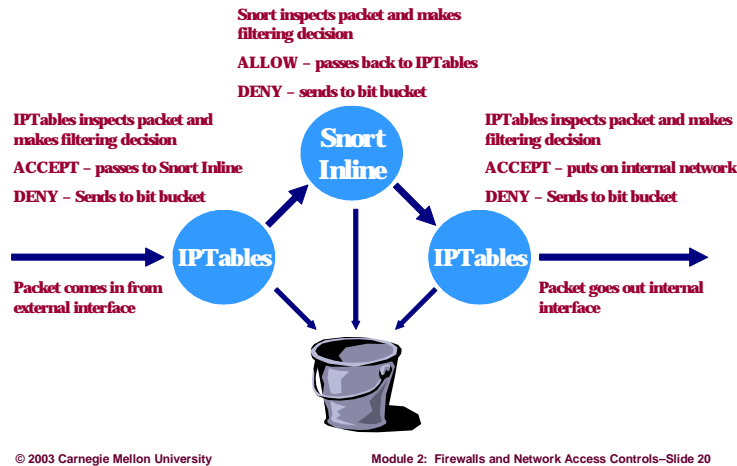 Snort inspects packet and makes
filtering decision
ALLOW – passes back to IPTables
DENY – sends to bit bucket
IPTables inspects packet and
makes filtering decision
ACCEPT – passes to Snort Inline
DENY – Sends to bit bucket
Snort
Inline
IPTables inspects packet and makes
filtering decision
ACCEPT – puts on internal network
DENY – Sends to bit bucket
IPTables
IPTables
Packet comes in from
external interface
Packet goes out internal
interface
© 2003 Carnegie Mellon University
Module 2: Firewalls and Network Access Controls–Slide 20